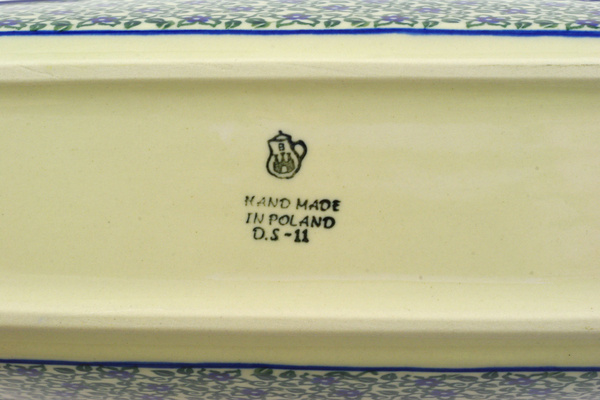 B
HAND MADE
IN POLAND
D.S-11